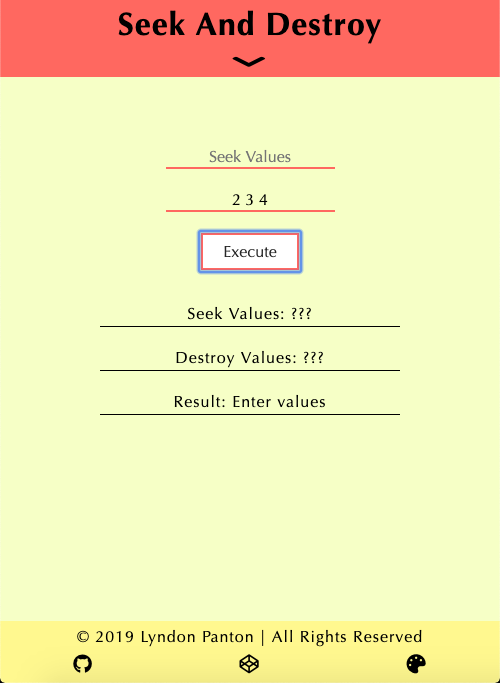 Seek And Destroy
Seek Values
2 3 4
Execute
Seek Values: ???
Destroy Values: ???
Result: Enter values
© 2019 Lyndon Panton | All Rights Reserved